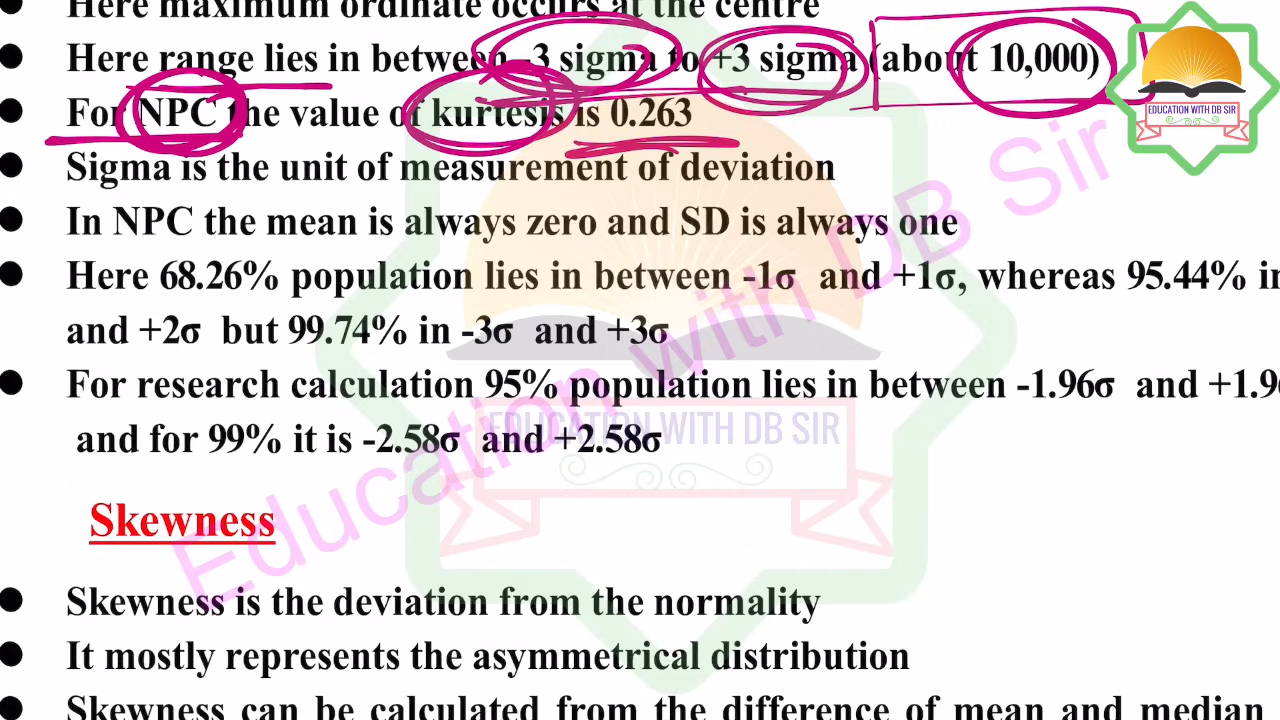 Here maximum ordinate occurs at the centre
Here range lies in between -3 sigma to +3 sigma (about 10,000)
For NPC the value of kurtesis is 0.263
Sigma is the unit of measurement of deviation
In NPC the mean is always zero and SD is always one
Here 68.26% population lies in between -1σ and +1σ, whereas 95.44% in
and +2σ but 99.74% in -3σ and +3σ
For research calculation 95% population lies in between -1.96σ and +1.96
and for 99% it is -2.58σ and +2.58σ
Skewness
Skewness is the deviation from the normality
It mostly represents the asymmetrical distribution
Skewness can be calculated from the difference of mean and median
EDUCATION WITH DB SIR
EDUCATION WITH DB SIR
Education with DB Sir